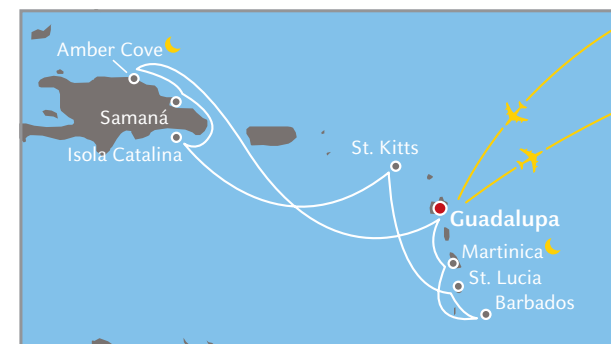 Amber Cove
Samaná
Isola Catalina
St. Kitts
Guadalupa
Martinica
St. Lucia
Barbados